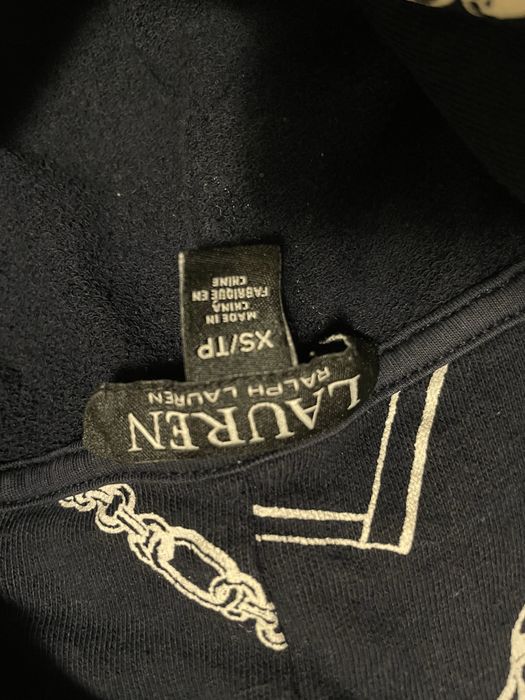 LAUREN
RALPH LAUREN
XS/TP
MADE IN
CHINA
FABRIQUÉ EN
CHINE